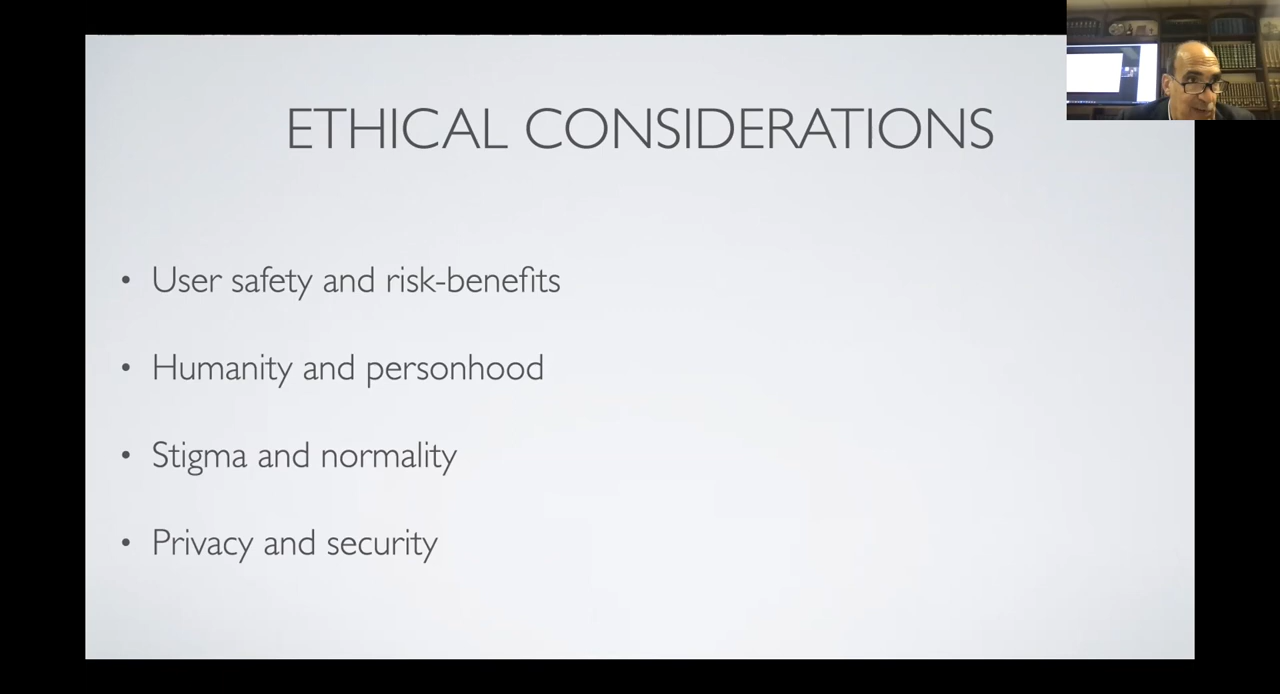 ETHICAL CONSIDERATIONS
• User safety and risk-benefits
• Humanity and personhood
• Stigma and normality
• Privacy and security